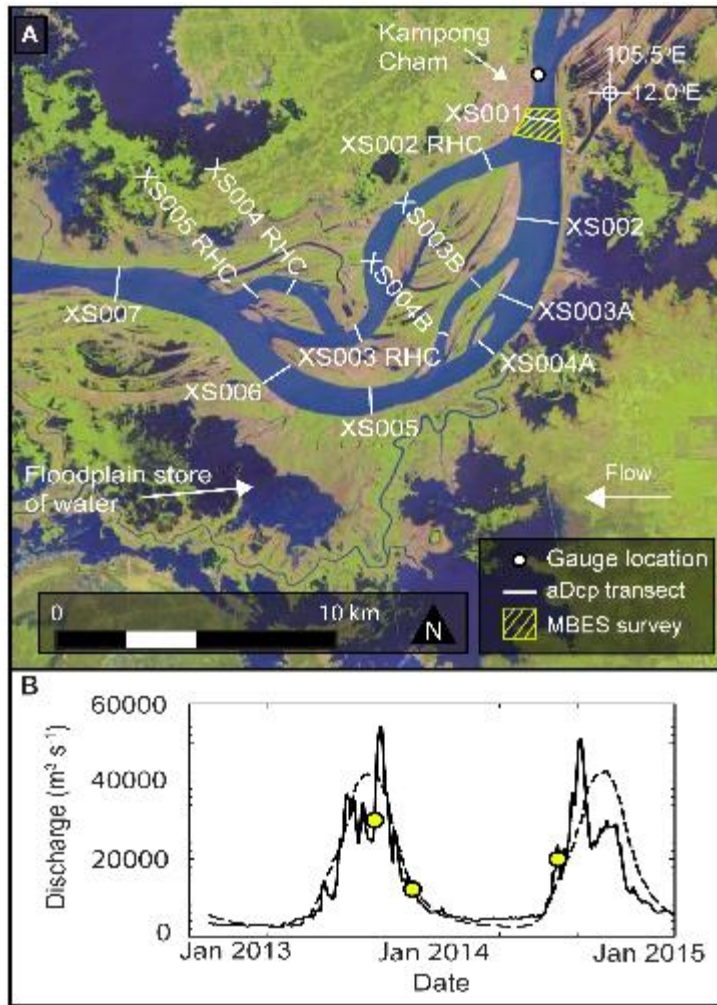 A
Kampong
Cham
105.5°E
12.0°E
XS001
XS002 RHC
XS005 RHC
XS004 RHC
XS003B
XS002
XS004B
XS003A
XS007
XS003 RHC
XS004A
XS006
XS005
Floodplain store
of water
Flow
0 10 km
N
Gauge location
aDcp transect
MBES survey
B
60000
40000
20000
0
Discharge (m³ s⁻¹)
Jan 2013 Jan 2014 Jan 2015
Date